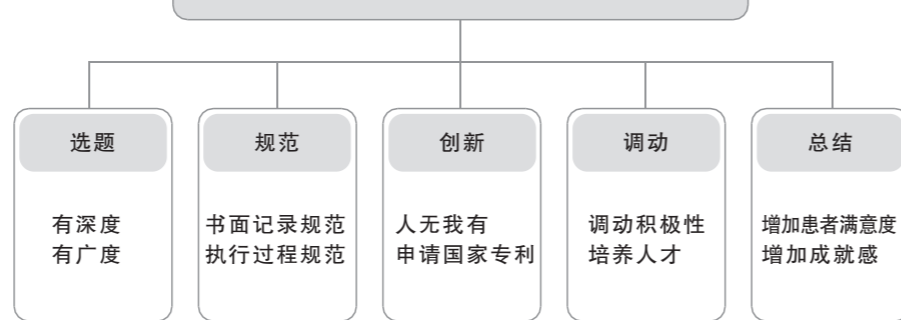 选题
有深度
有广度
规范
书面记录规范
执行过程规范
创新
人无我有
申请国家专利
调动
调动积极性
培养人才
总结
增加患者满意度
增加成就感